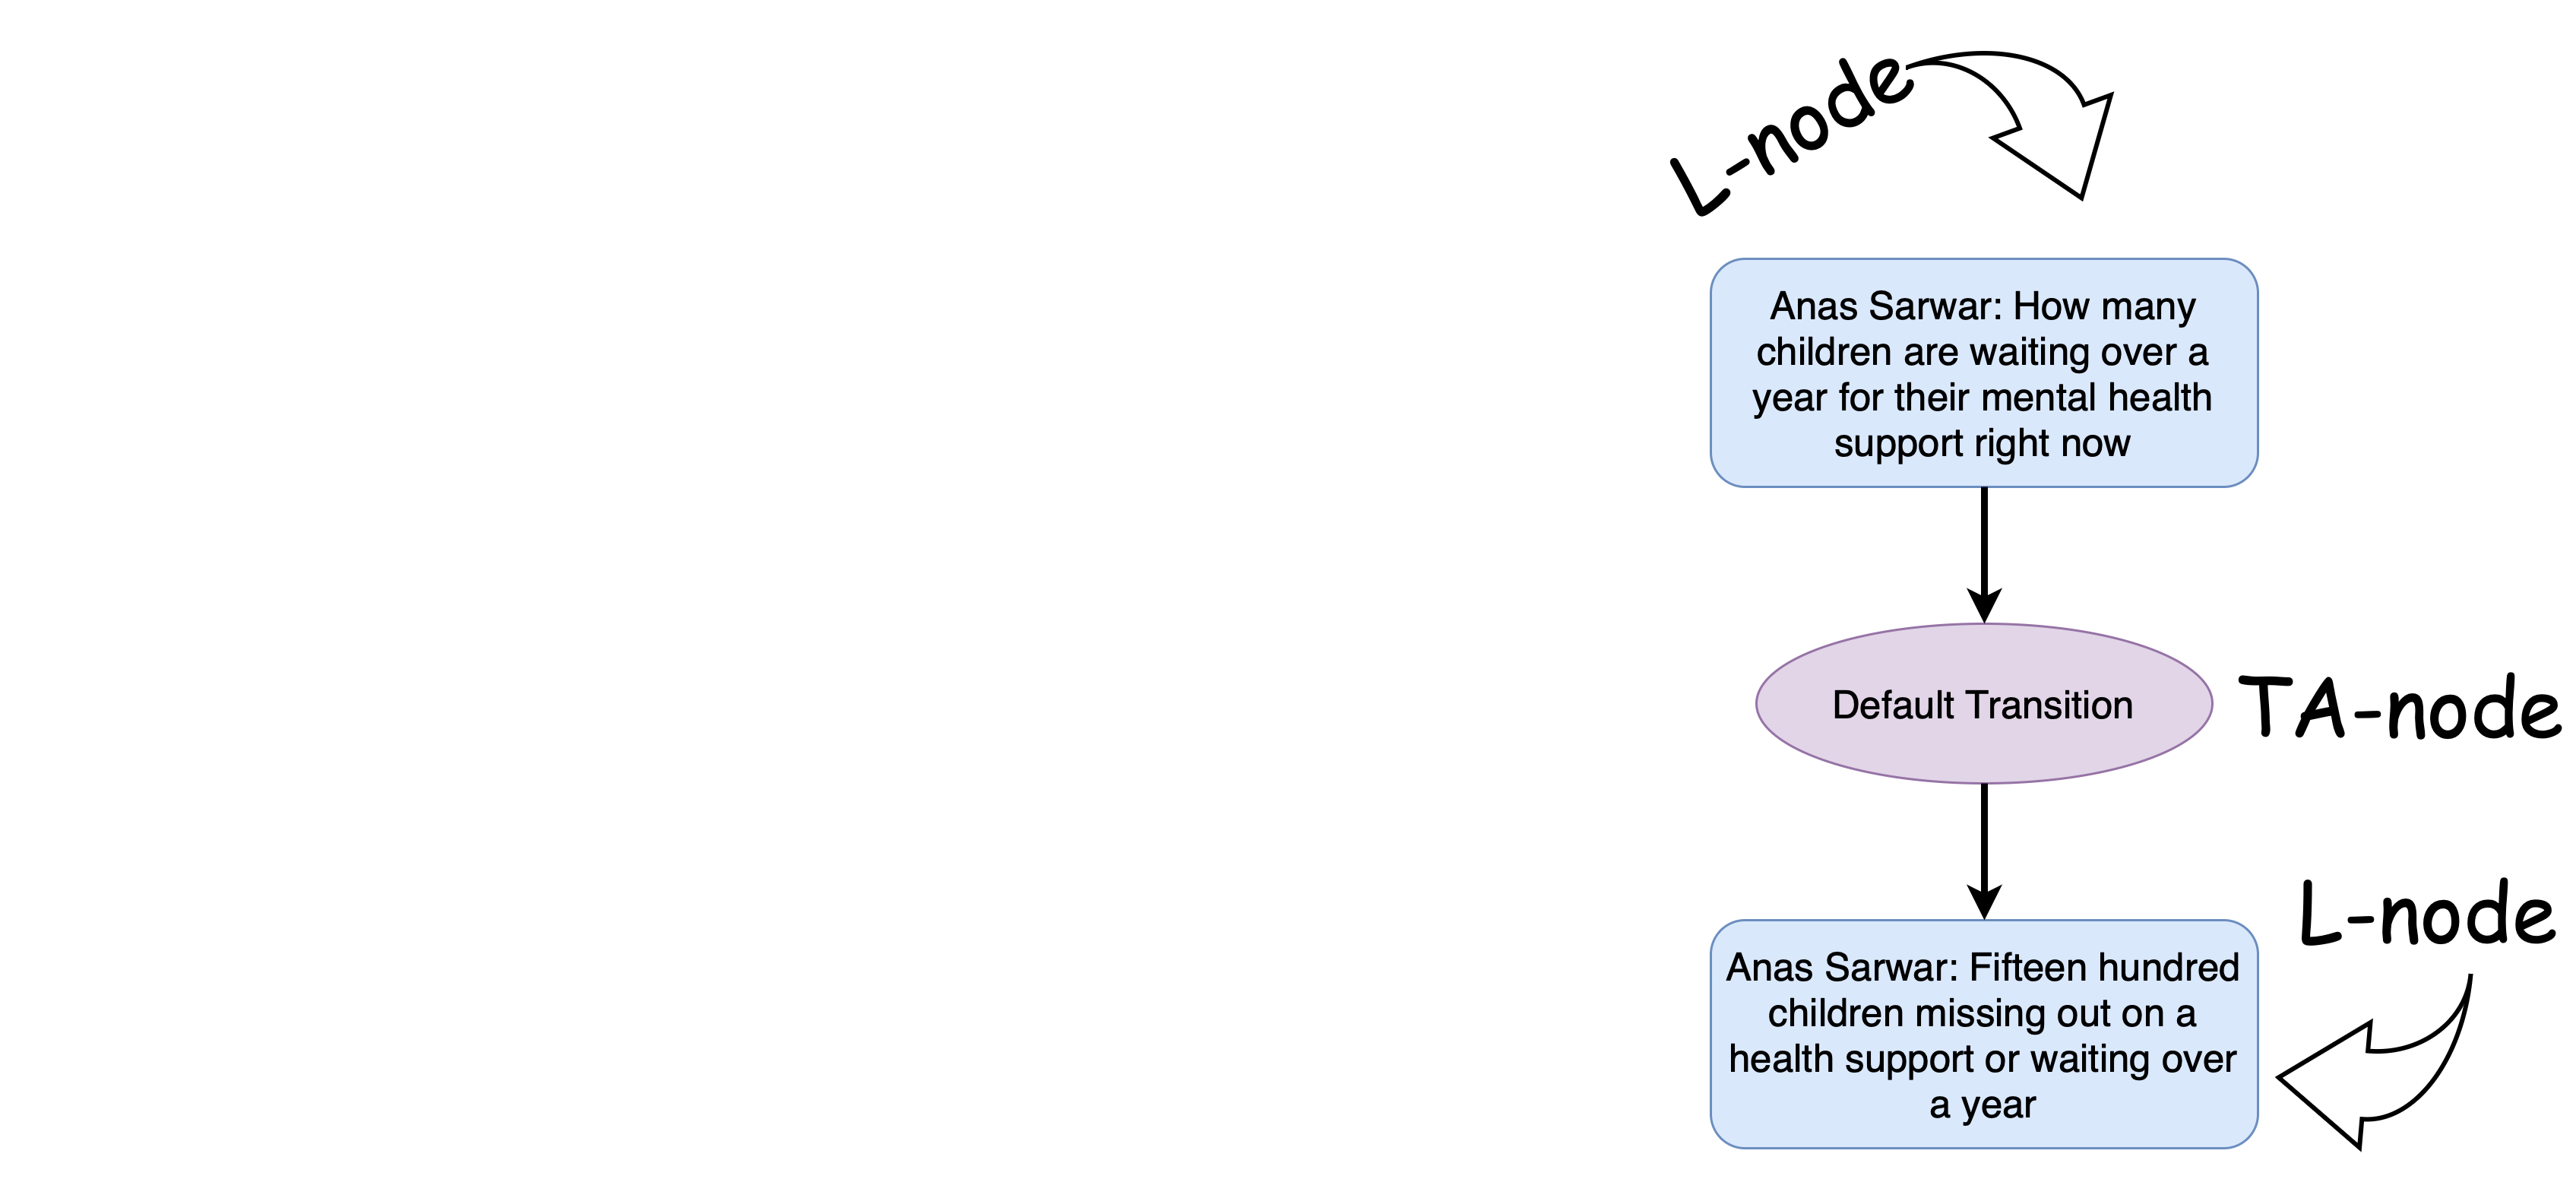 L-node
Anas Sarwar: How many
children are waiting over a
year for their mental health
support right now
Default Transition
TA-node
L-node
Anas Sarwar: Fifteen hundred
children missing out on a
health support or waiting over
a year